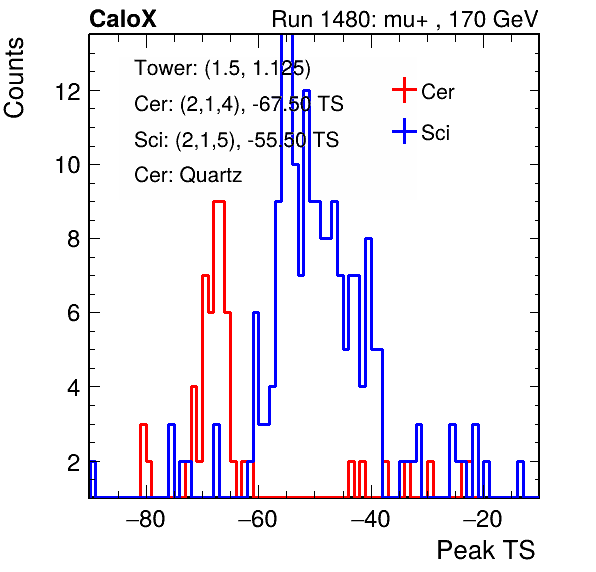 CaloX Run 1480: mu+ , 170 GeV
Counts
Tower: (1.5, 1.125)
Cer: (2,1,4), -67.50 TS
Sci: (2,1,5), -55.50 TS
Cer: Quartz
Cer
Sci
12
10
8
6
4
2
−80 −60 −40 −20
Peak TS